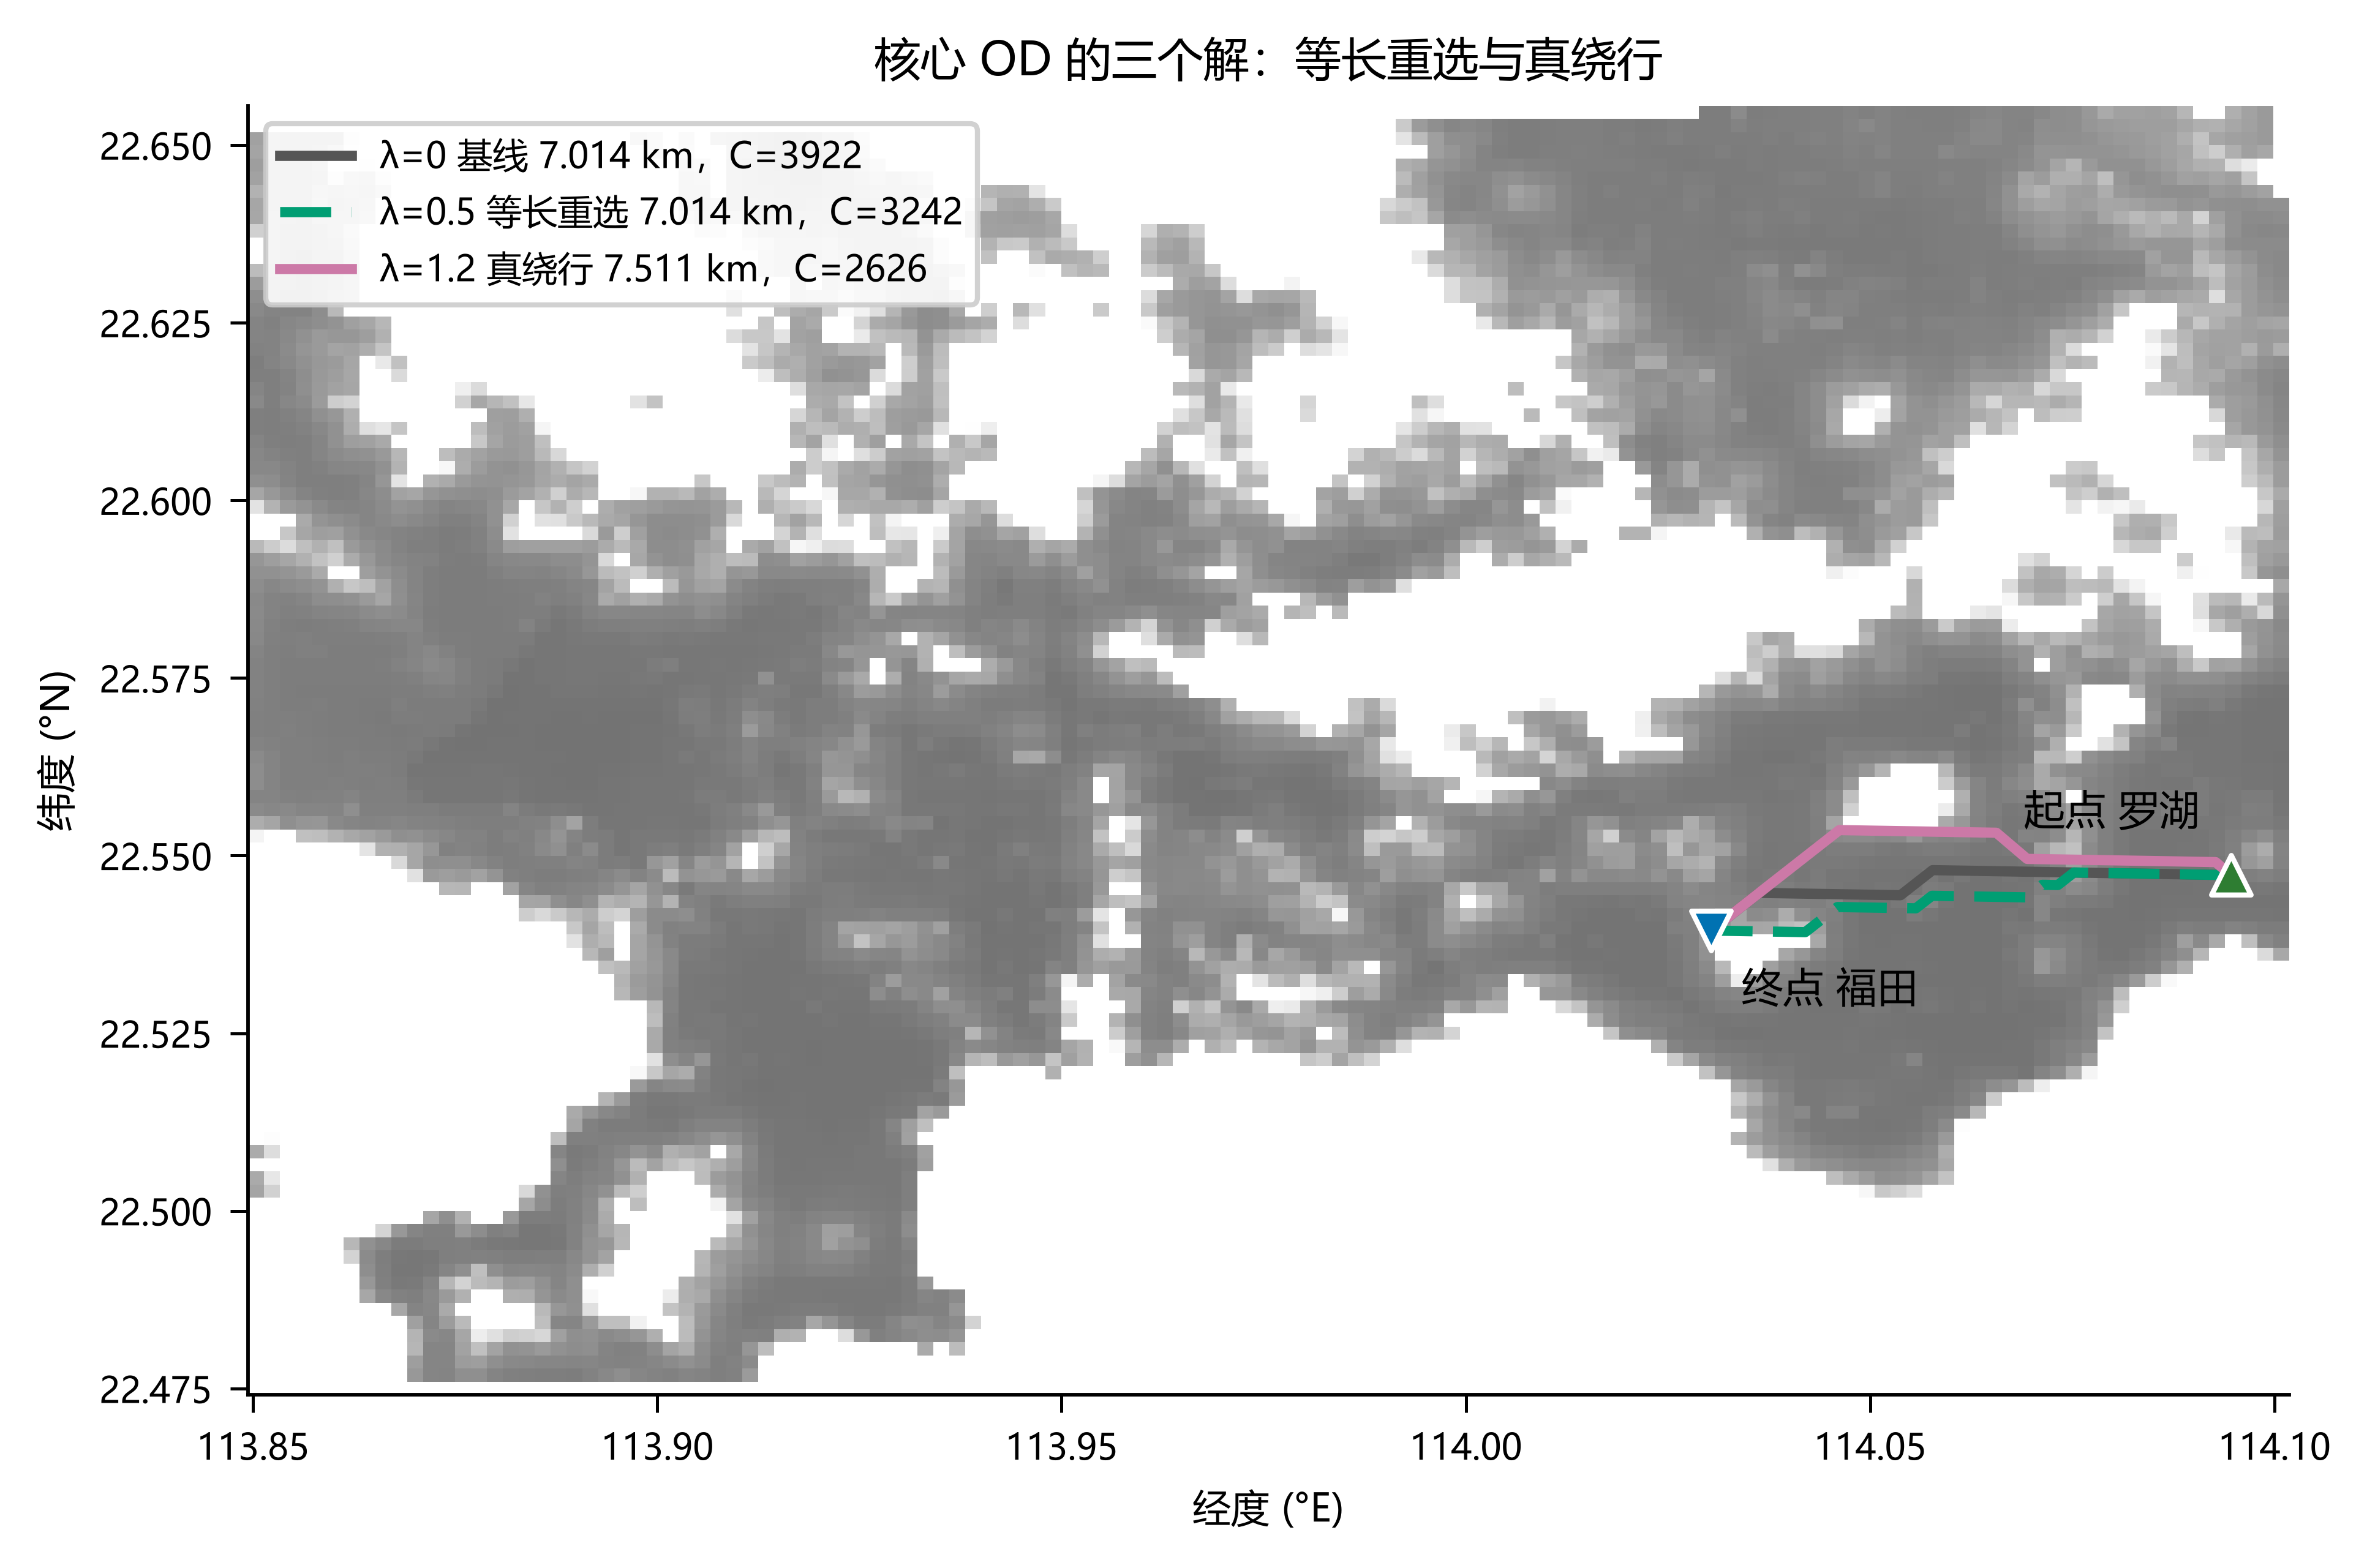 核心 OD 的三个解：等长重选与真绕行
λ=0 基线 7.014 km，C=3922
λ=0.5 等长重选 7.014 km，C=3242
λ=1.2 真绕行 7.511 km，C=2626
22.650
22.625
22.600
22.575
22.550
22.525
22.500
22.475
纬度 (°N)
起点 罗湖
终点 福田
113.85
113.90
113.95
114.00
114.05
114.10
经度 (°E)